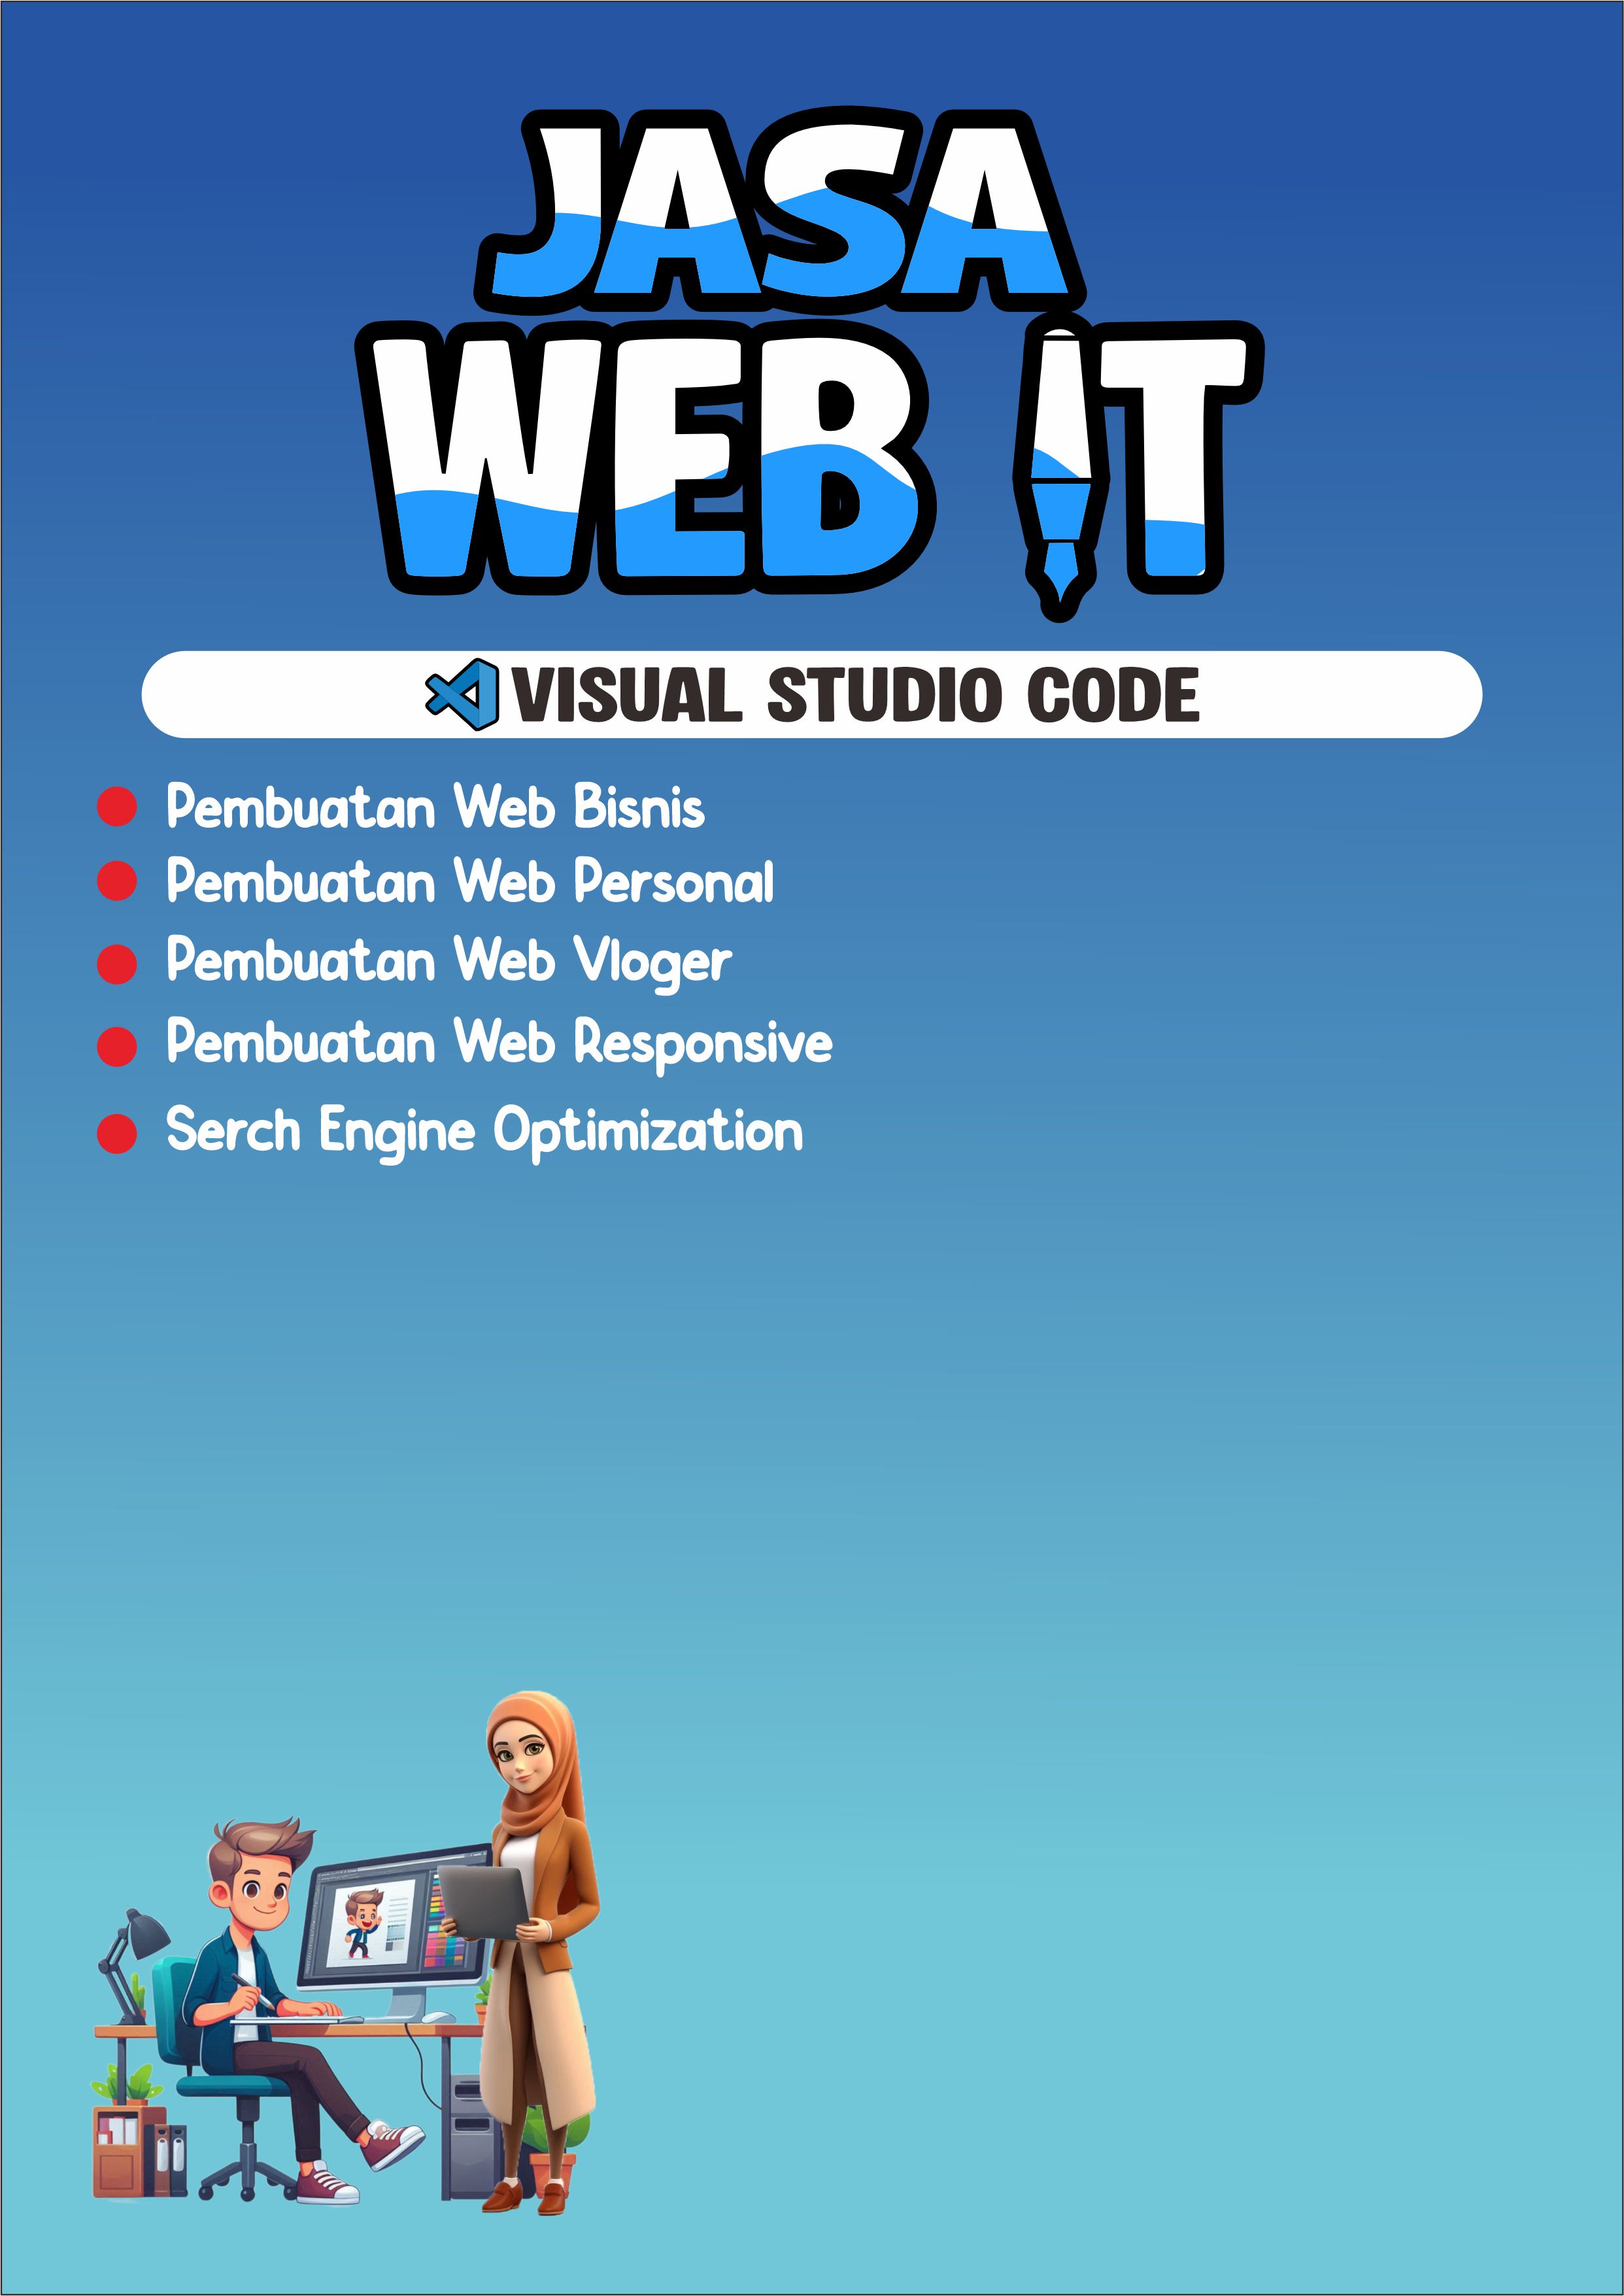 JASA
WEB IT
VISUAL STUDIO CODE
Pembuatan Web Bisnis
Pembuatan Web Personal
Pembuatan Web Vloger
Pembuatan Web Responsive
Serch Engine Optimization